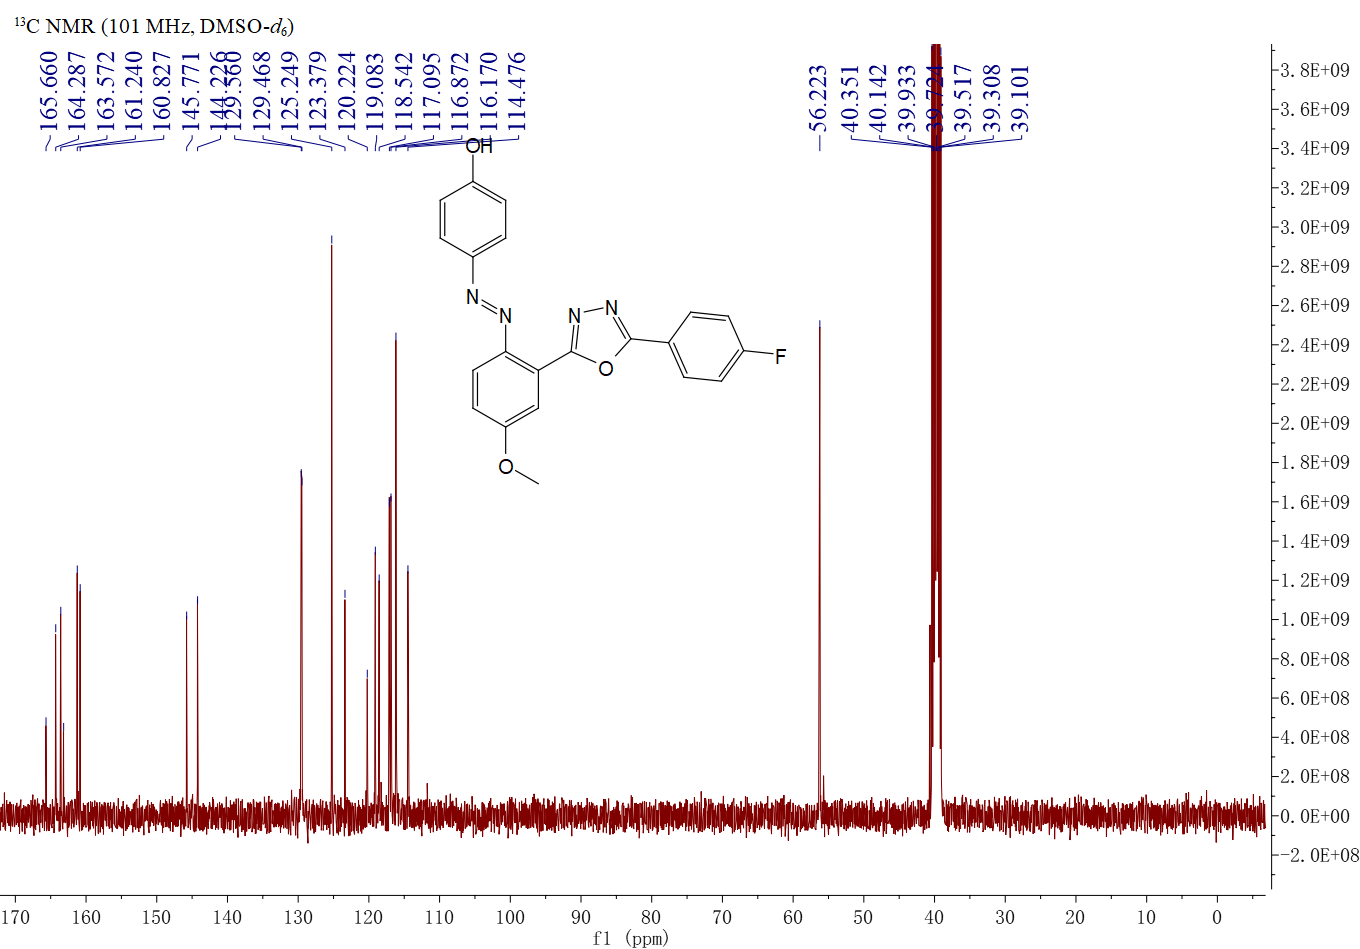 13C NMR (101 MHz, DMSO-d6)
165.660
164.287
163.572
161.240
160.827
145.771
144.226
129.560
129.468
125.249
123.379
120.224
119.083
118.542
117.095
116.872
116.170
114.476
56.223
40.351
40.142
39.933
39.724
39.517
39.308
39.101
OH
N
N
N
N
O
F
O
3.8E+09
3.6E+09
3.4E+09
3.2E+09
3.0E+09
2.8E+09
2.6E+09
2.4E+09
2.2E+09
2.0E+09
1.8E+09
1.6E+09
1.4E+09
1.2E+09
1.0E+09
8.0E+08
6.0E+08
4.0E+08
2.0E+08
0.0E+00
-2.0E+08
170 160 150 140 130 120 110 100 90 80 70 60 50 40 30 20 10 0
f1 (ppm)